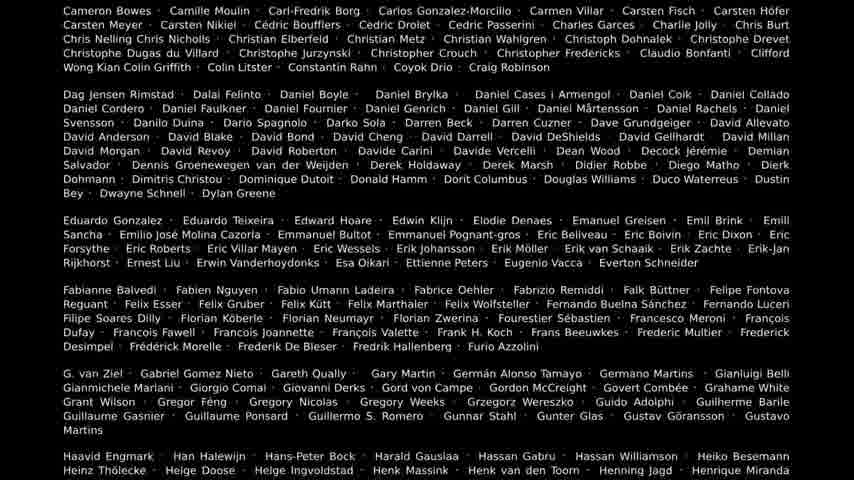 Cameron Bowes · Camille Moulin · Carl-Fredrik Borg · Carlos Gonzalez-Morcillo · Carmen Villar · Carsten Fisch · Carsten Höfer
Carsten Meyer · Carsten Nikiel · Cédric Boufflers · Cedric Drolet · Cedric Passerini · Charles Garces · Charlie Jolly · Chris Burt
Chris Nelling Chris Nicholls · Christian Elberfeld · Christian Metz · Christian Wahlgren · Christoph Dohnalek · Christophe Drevet
Christophe Dugas du Villard · Christophe Jurzynski · Christopher Crouch · Christopher Fredericks · Claudio Bonfanti · Clifford
Wong Kian Colin Griffith · Colin Litster · Constantin Rahn · Coyok Drio · Craig Robinson
Dag Jensen Rimstad · Dalai Felinto · Daniel Boyle · Daniel Brylka · Daniel Cases i Armengol · Daniel Coik · Daniel Collado
Daniel Cordero · Daniel Faulkner · Daniel Fournier · Daniel Genrich · Daniel Gill · Daniel Mårtensson · Daniel Rachels · Daniel
Svensson · Danilo Duina · Dario Spagnolo · Darko Sola · Darren Beck · Darren Cuzner · Dave Grundgeiger · David Allevato
David Anderson · David Blake · David Bond · David Cheng · David Darrell · David DeShields · David Gellhardt · David Milian
David Morgan · David Revoy · David Roberton · Davide Carini · Davide Vercelli · Dean Wood · Decock Jérémie · Demian
Salvador · Dennis Groenewegen van der Weijden · Derek Holdaway · Derek Marsh · Didier Robbe · Diego Matho · Dierk
Dohmann · Dimitris Christou · Dominique Dutoit · Donald Hamm · Dorit Columbus · Douglas Williams · Duco Waterreus · Dustin
Bey · Dwayne Schnell · Dylan Greene
Eduardo Gonzalez · Eduardo Teixeira · Edward Hoare · Edwin Klijn · Elodie Denaes · Emanuel Greisen · Emil Brink · Emill
Sancha · Emilio José Molina Cazorla · Emmanuel Bultot · Emmanuel Pognant-gros · Eric Beliveau · Eric Boivin · Eric Dixon · Eric
Forsythe · Eric Roberts · Eric Villar Mayen · Eric Wessels · Erik Johansson · Erik Möller · Erik van Schaaik · Erik Zachte · Erik-Jan
Rijkhorst · Ernest Liu · Erwin Vanderhoydonks · Esa Oikari · Ettienne Peters · Eugenio Vacca · Everton Schneider
Fabianne Balvedi · Fabien Nguyen · Fabio Umann Ladeira · Fabrice Oehler · Fabrizio Remiddi · Falk Büttner · Felipe Fontova
Reguant · Felix Esser · Felix Gruber · Felix Kütt · Felix Marthaler · Felix Wolfsteller · Fernando Buelna Sánchez · Fernando Luceri
Filipe Soares Dilly · Florian Köberle · Florian Neumayr · Florian Zwerina · Fourestier Sébastien · Francesco Meroni · François
Dufay · Francois Fawell · Francois Joannette · François Valette · Frank H. Koch · Frans Beeuwkes · Frederic Multier · Frederick
Desimpel · Frédérick Morelle · Frederik De Bleser · Fredrik Hallenberg · Furio Azzolini
G. van Ziel · Gabriel Gomez Nieto · Gareth Qually · Gary Martin · Germán Alonso Tamayo · Germano Martins · Gianluigi Belli
Gianmichele Mariani · Giorgio Comai · Giovanni Derks · Gord von Campe · Gordon McCreight · Govert Combée · Grahame White
Grant Wilson · Gregor Fèng · Gregory Nicolas · Gregory Weeks · Grzegorz Wereszko · Guido Adolphi · Guilherme Barile
Guillaume Gasnier · Guillaume Ponsard · Guillermo S. Romero · Gunnar Stahl · Gunter Glas · Gustav Göransson · Gustavo
Martins
Haavid Engmark · Han Halewijn · Hans-Peter Bock · Harald Gauslaa · Hassan Gabru · Hassan Williamson · Heiko Besemann
Heinz Thölecke · Helge Doose · Helge Ingvoldstad · Henk Massink · Henk van den Toorn · Henning Jagd · Henrique Miranda